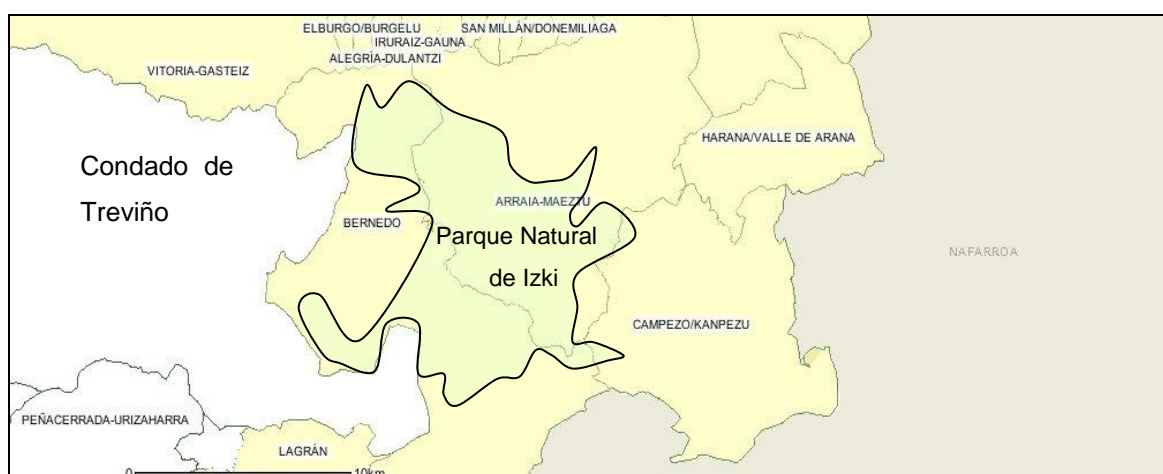 ELBURGO/BURGELU
SAN MILLÁN/DONEMILIAGA
IRURAIZ-GAUNA
ALEGRÍA-DULANTZI
VITORIA-GASTEIZ
HARANA/VALLE DE ARANA
Condado de
Treviño
ARRAIA-MAEZTU
BERNEDO
Parque Natural
de Izki
NAFARROA
CAMPEZO/KANPEZU
PEÑACERRADA-URIZAHARRA
LAGRÁN
0 10km